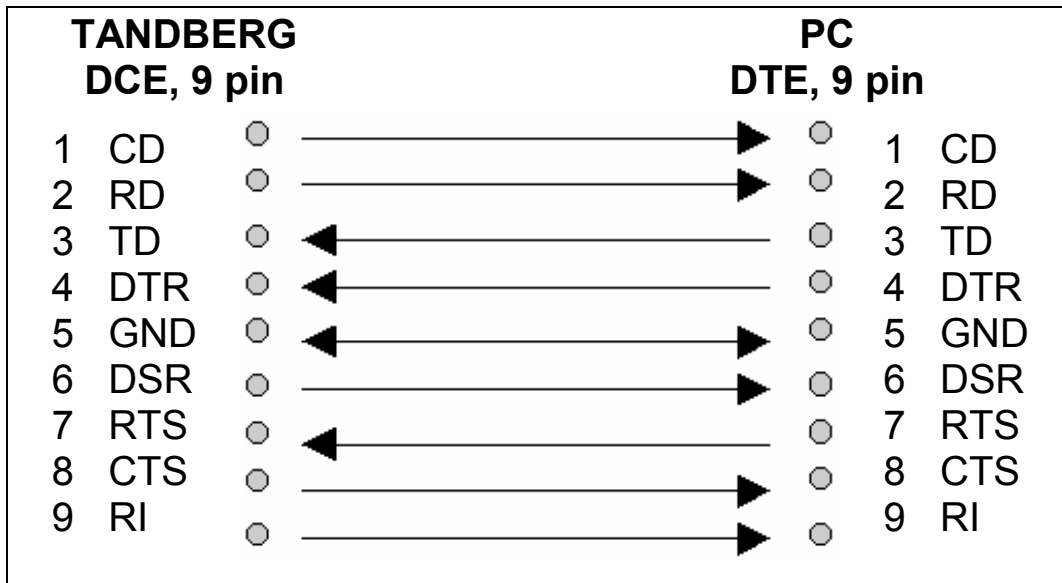 TANDBERG PC
DCE, 9 pin DTE, 9 pin
1 CD 1 CD
2 RD 2 RD
3 TD 3 TD
4 DTR 4 DTR
5 GND 5 GND
6 DSR 6 DSR
7 RTS 7 RTS
8 CTS 8 CTS
9 RI 9 RI